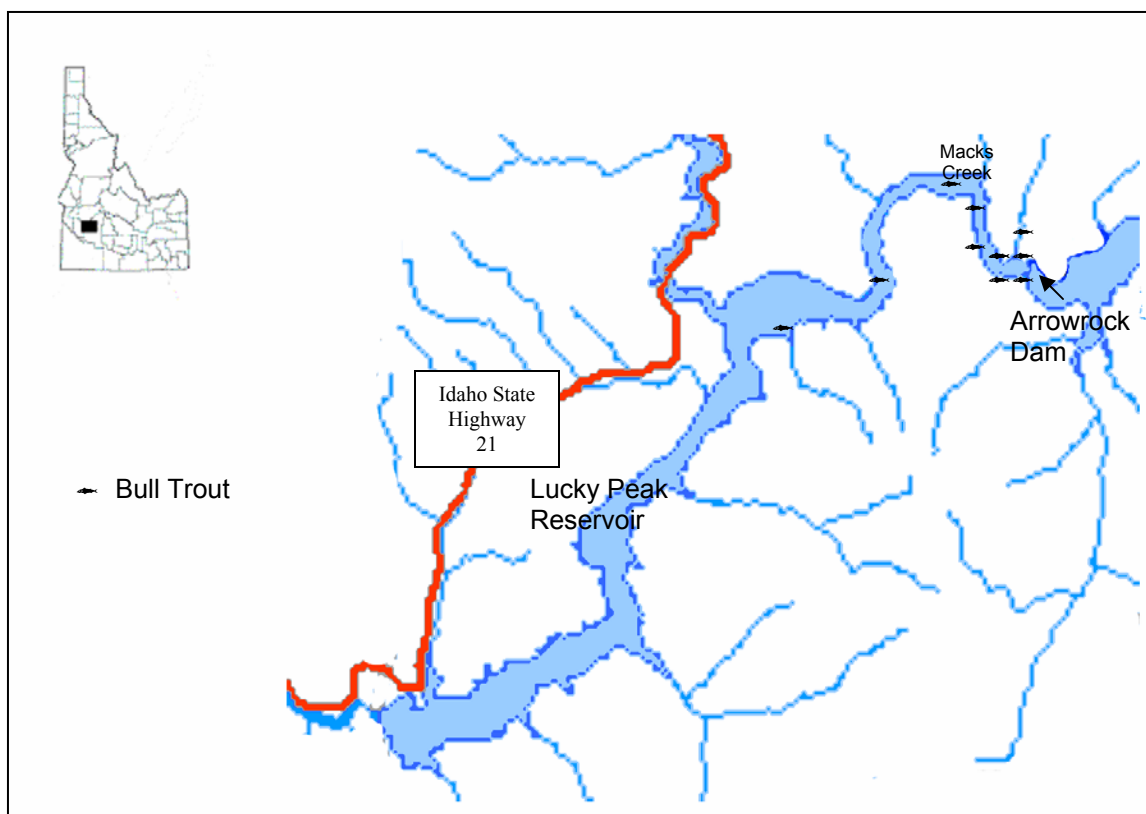 Macks
Creek
Arrowrock
Dam
Idaho State
Highway
21
Bull Trout
Lucky Peak
Reservoir